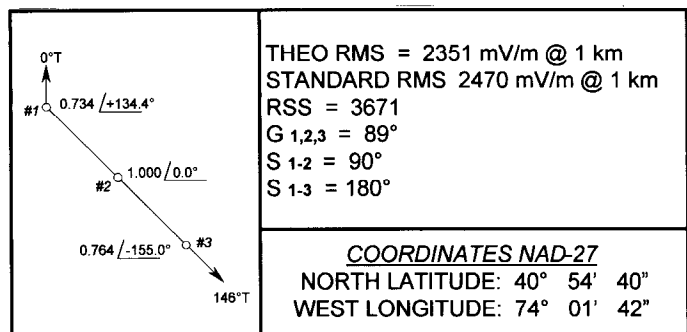 0°T
#1 0.734 /+134.4°
#2 1.000 /0.0°
0.764 /-155.0° #3
146°T
THEO RMS = 2351 mV/m @ 1 km
STANDARD RMS 2470 mV/m @ 1 km
RSS = 3671
G 1,2,3 = 89°
S 1-2 = 90°
S 1-3 = 180°
COORDINATES NAD-27
NORTH LATITUDE: 40° 54' 40"
WEST LONGITUDE: 74° 01' 42"